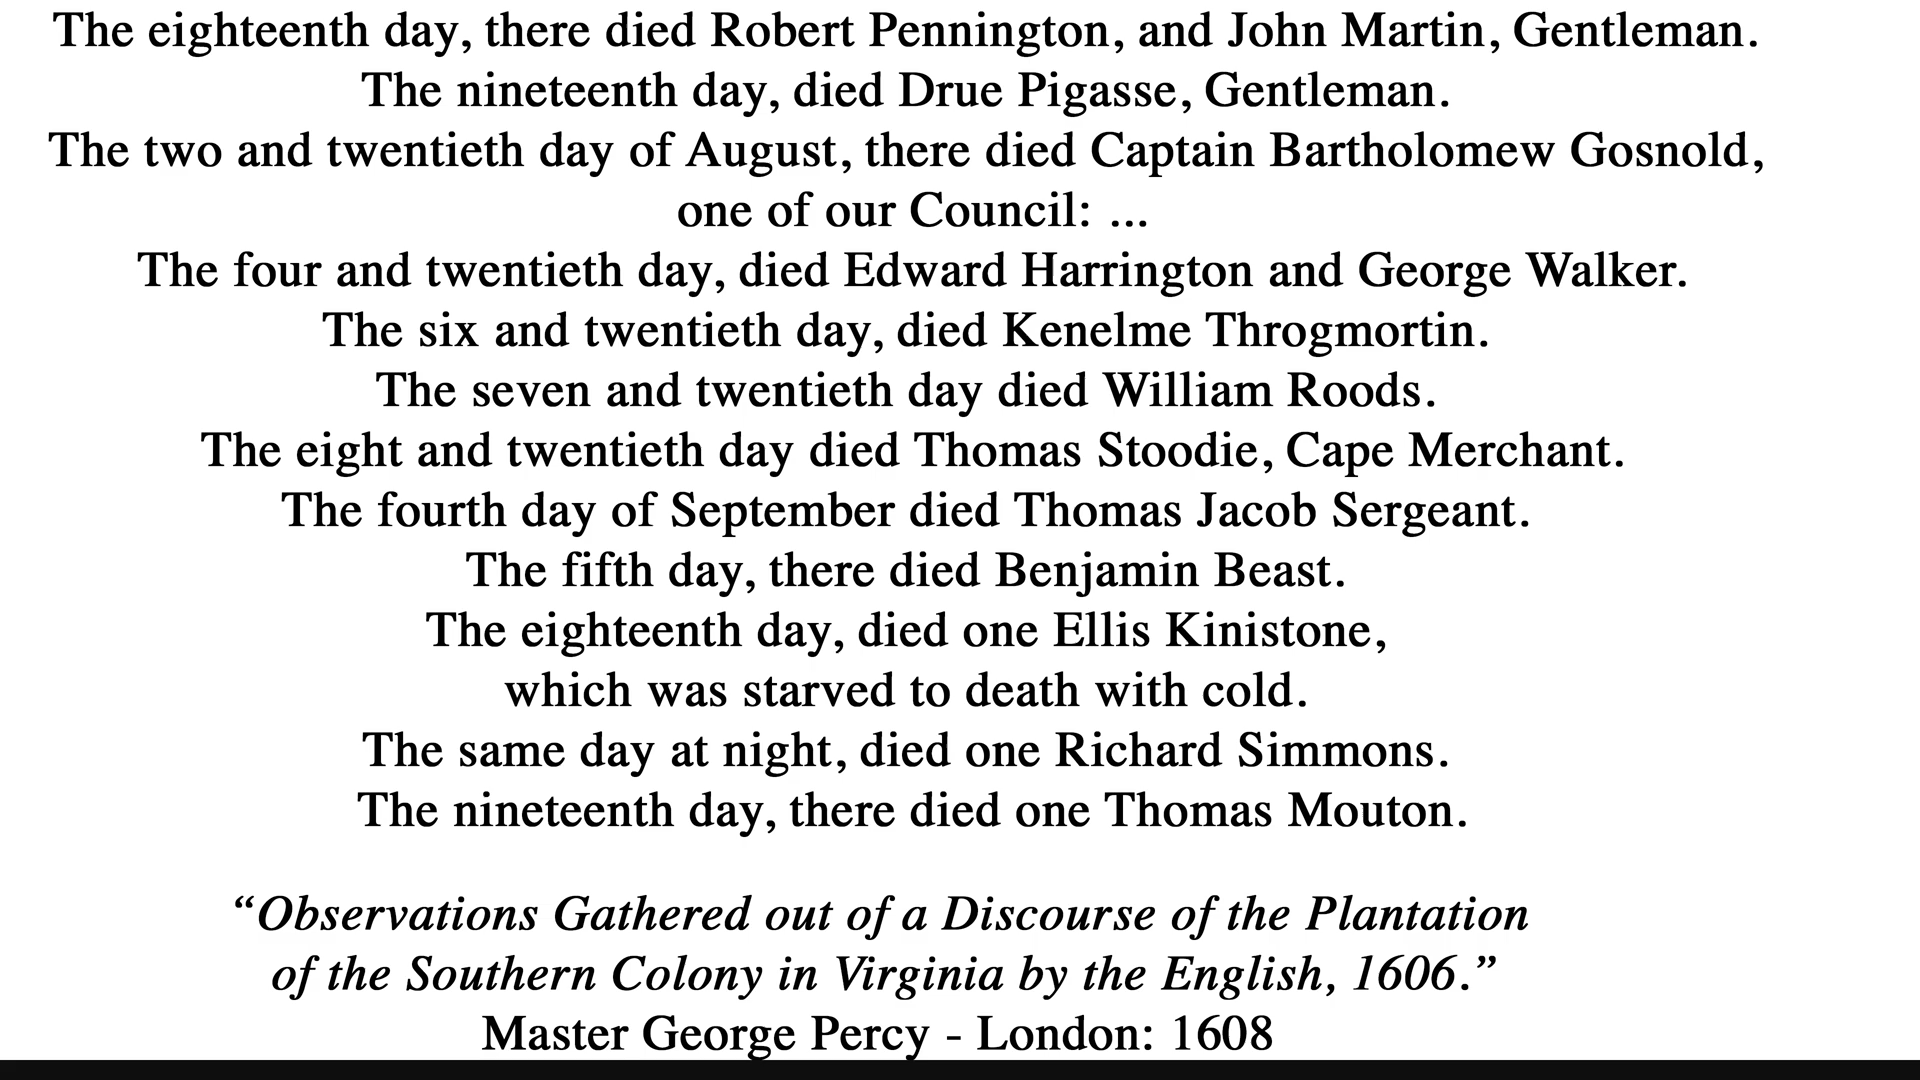 The eighteenth day, there died Robert Pennington, and John Martin, Gentleman.
The nineteenth day, died Drue Pigasse, Gentleman.
The two and twentieth day of August, there died Captain Bartholomew Gosnold,
one of our Council: ...
The four and twentieth day, died Edward Harrington and George Walker.
The six and twentieth day, died Kenelme Throgmortin.
The seven and twentieth day died William Roods.
The eight and twentieth day died Thomas Stoodie, Cape Merchant.
The fourth day of September died Thomas Jacob Sergeant.
The fifth day, there died Benjamin Beast.
The eighteenth day, died one Ellis Kinistone,
which was starved to death with cold.
The same day at night, died one Richard Simmons.
The nineteenth day, there died one Thomas Mouton.
“Observations Gathered out of a Discourse of the Plantation
of the Southern Colony in Virginia by the English, 1606.”
Master George Percy - London: 1608